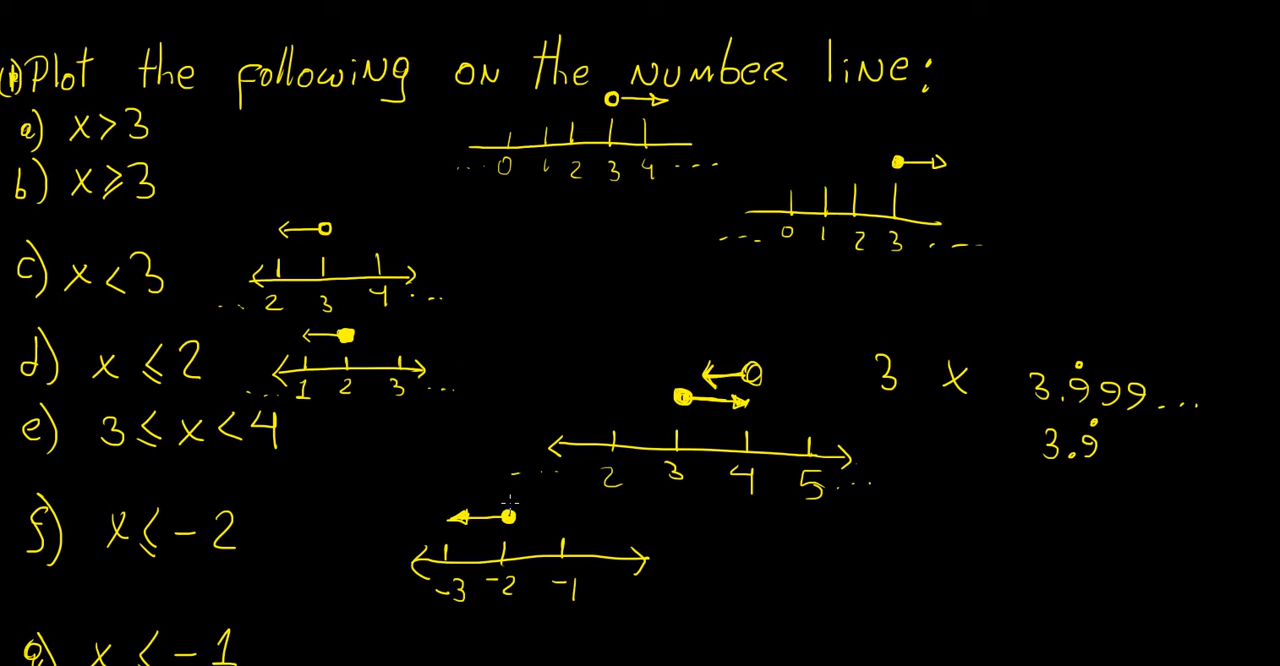 1) Plot the following on the number line:
a) x > 3
... 0 1 2 3 4 ...
b) x ⩾ 3
... 0 1 2 3 ...
c) x < 3
... 2 3 4 ...
d) x ⩽ 2
... 1 2 3 ...
3 x 3.9̇99...
3.9̇
e) 3 ⩽ x < 4
... 2 3 4 5 ...
f) x ⩽ -2
-3 -2 -1
g) x ⩽ -1